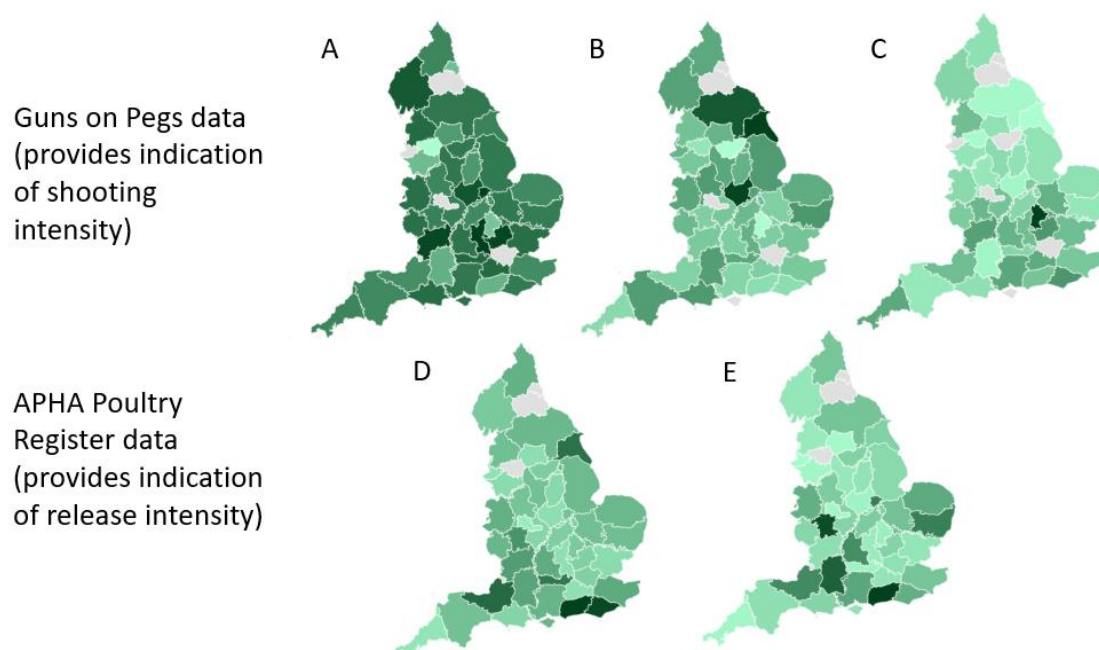 A
B
C
Guns on Pegs data
(provides indication
of shooting
intensity)
D
E
APHA Poultry
Register data
(provides indication
of release intensity)